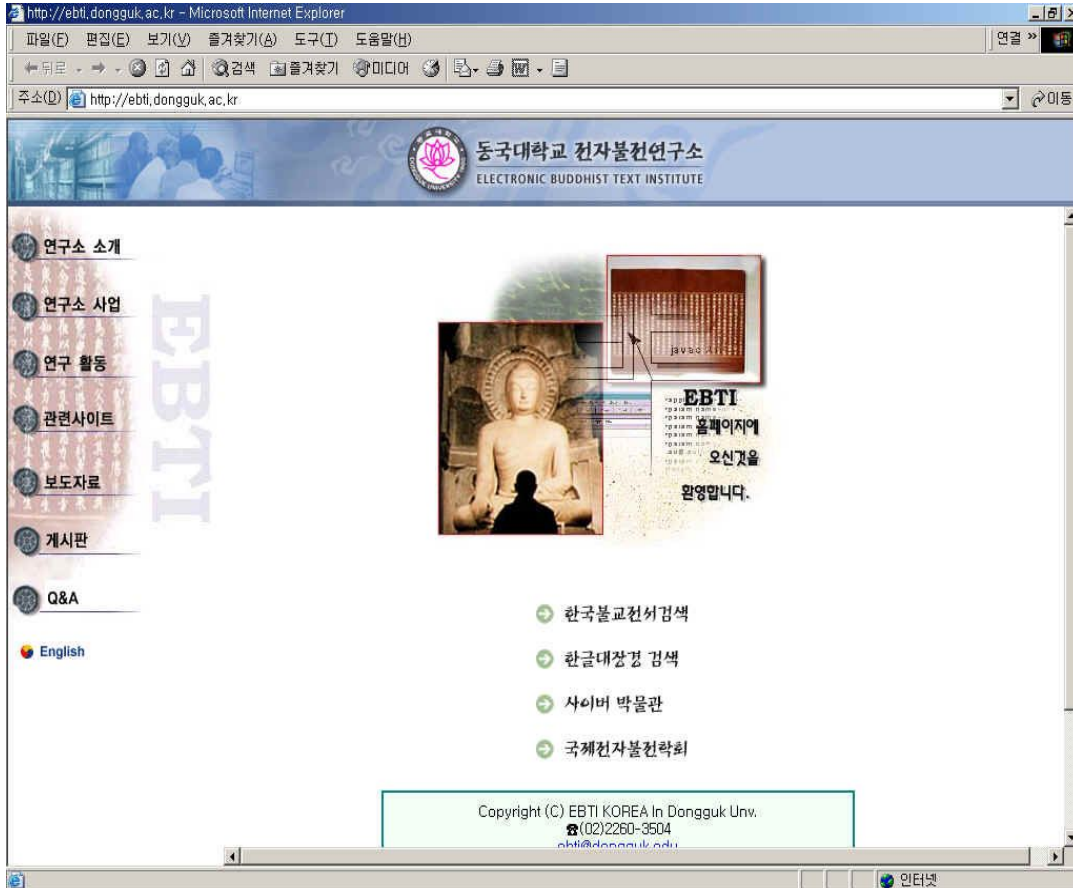 http://ebti.dongguk.ac.kr - Microsoft Internet Explorer
파일(F) 편집(E) 보기(V) 즐겨찾기(A) 도구(T) 도움말(H)
연결 »
뒤로 검색 즐겨찾기 미디어
주소(D) http://ebti.dongguk.ac.kr 이동
동국대학교 전자불전연구소
ELECTRONIC BUDDHIST TEXT INSTITUTE
연구소 소개
연구소 사업
연구 활동
관련사이트
보도자료
게시판
Q&A
English
EBTI
javac
EBTI
홈페이지에
오신것을
환영합니다.
한국불교전서검색
한글대장경 검색
사이버 박물관
국제전자불전학회
Copyright (C) EBTI KOREA In Dongguk Unv.
☎(02)2260-3504
ebti@dongguk.edu
인터넷